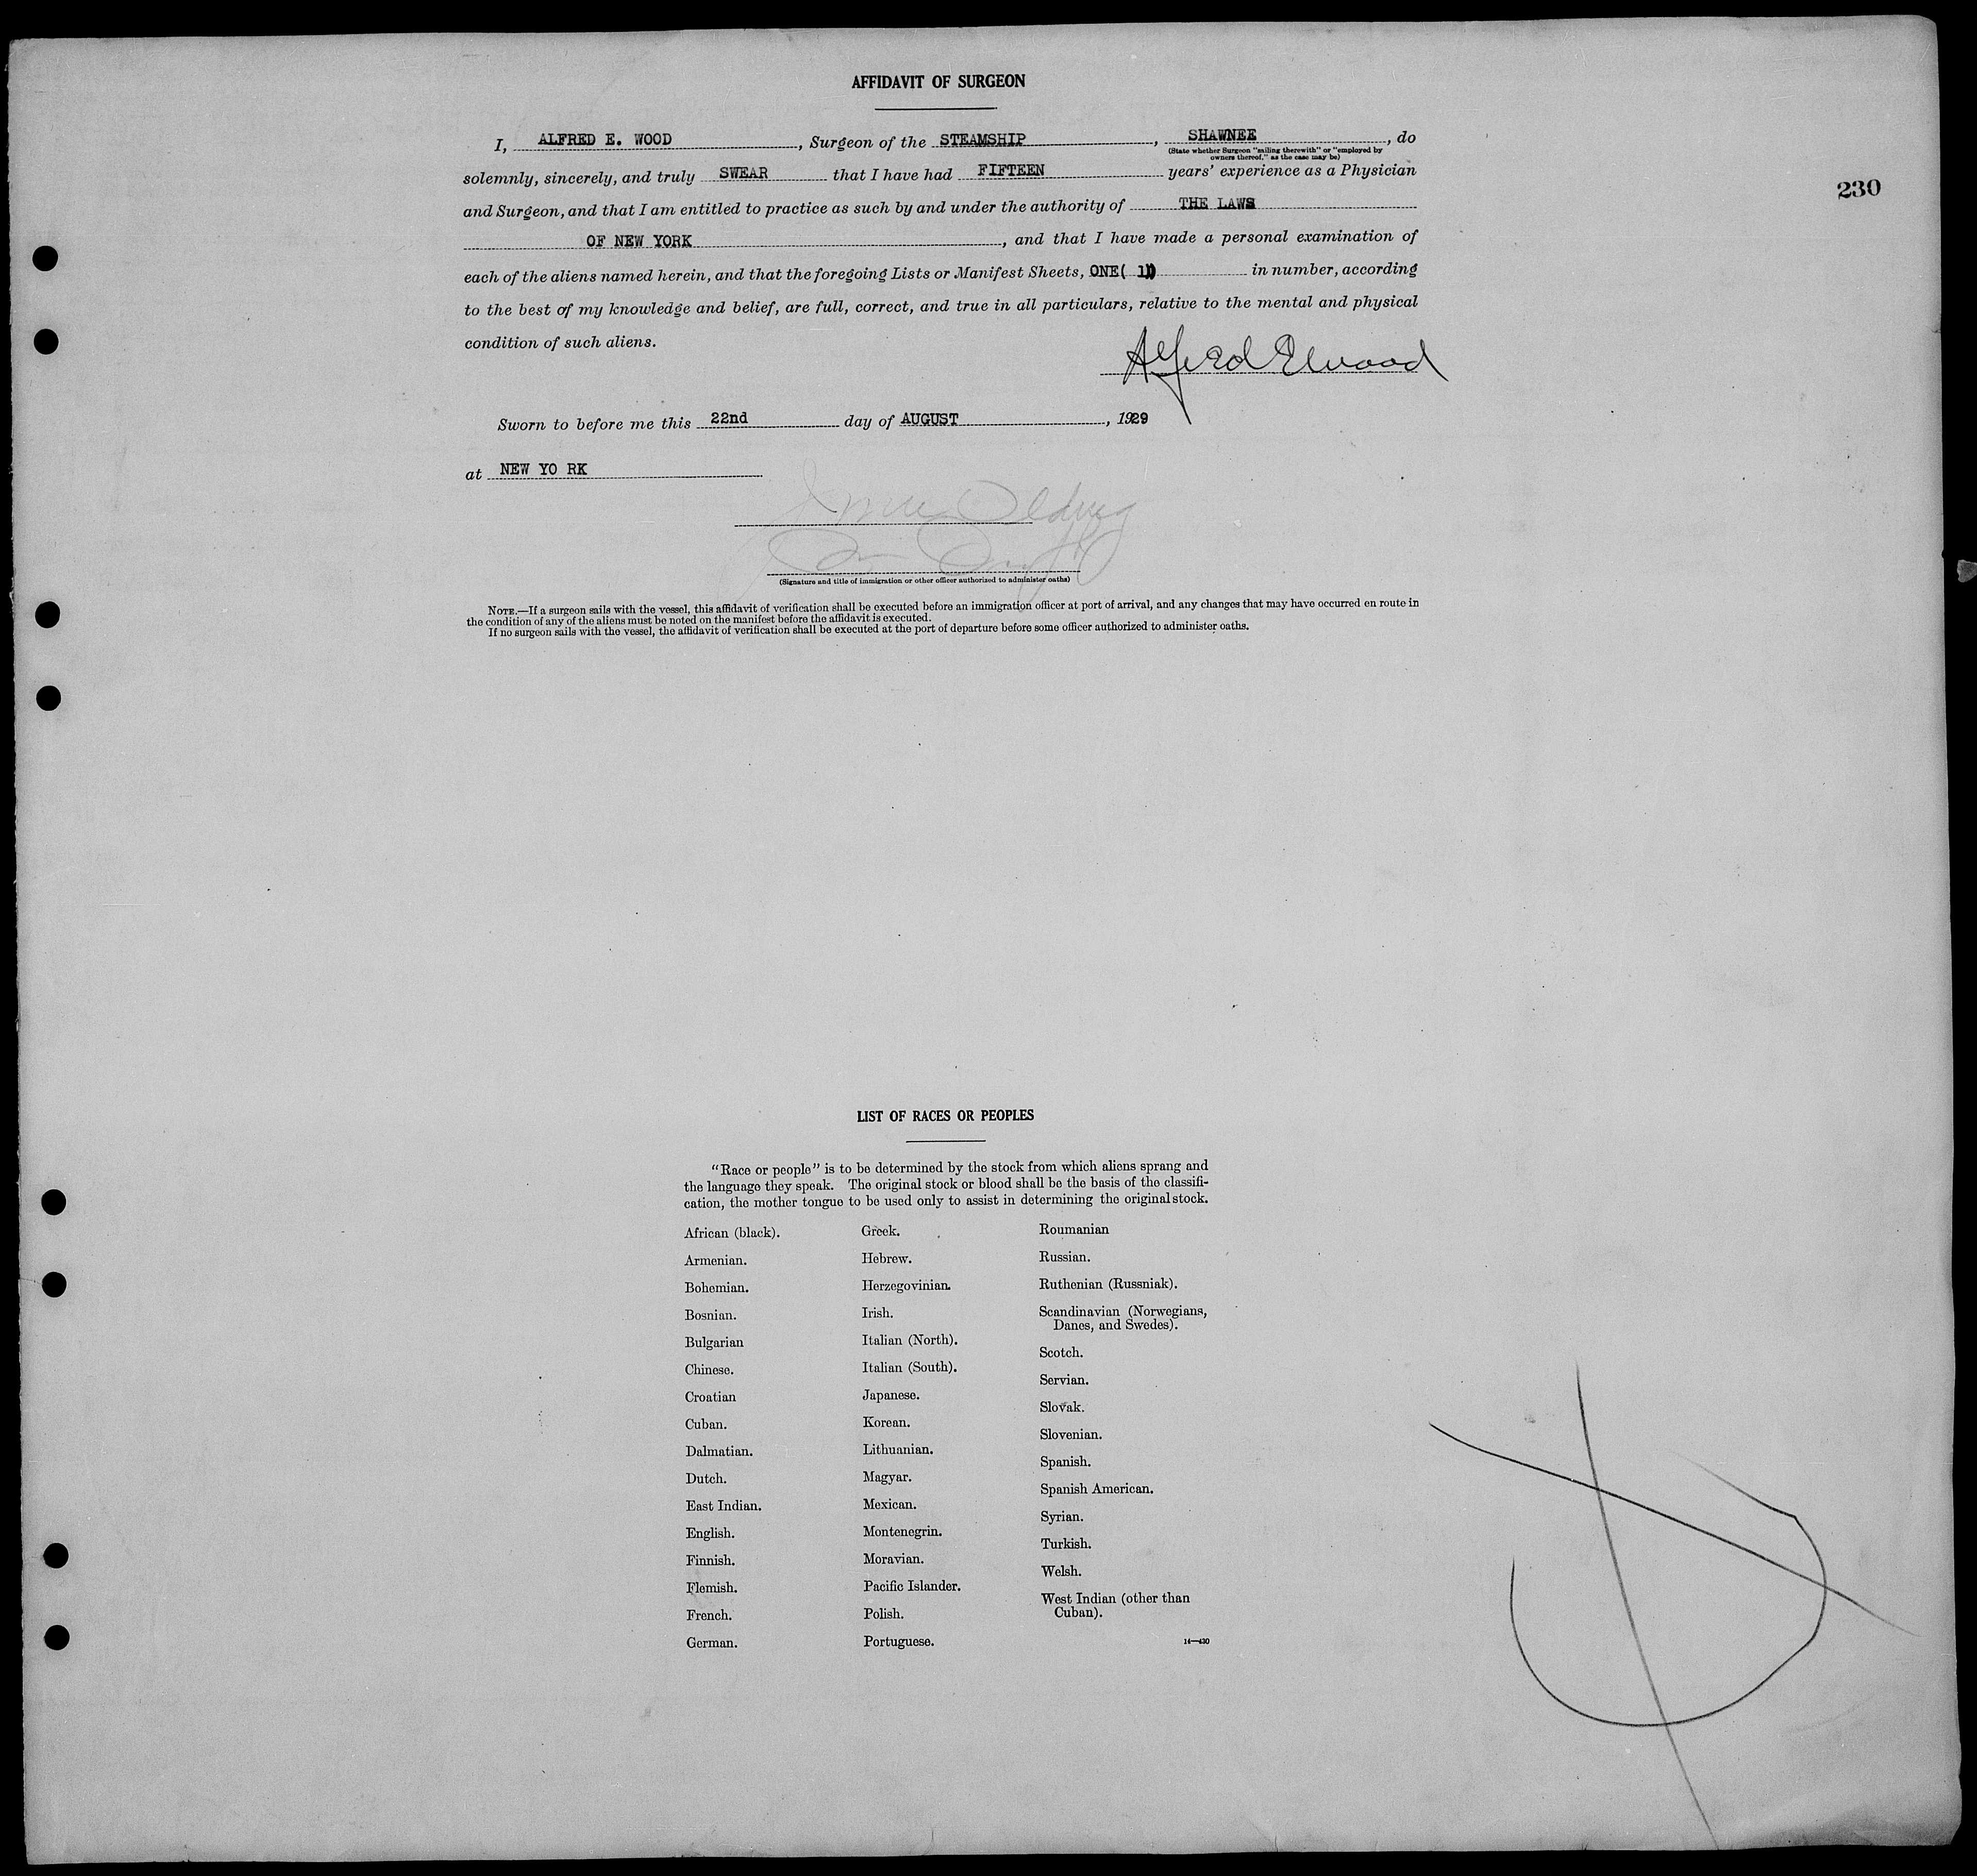 AFFIDAVIT OF SURGEON
I, ALFRED E. WOOD, Surgeon of the STEAMSHIP, SHAWNEE, do
(State whether Surgeon "sailing therewith" or "employed by
owners thereof," as the case may be)
solemnly, sincerely, and truly SWEAR that I have had FIFTEEN years' experience as a Physician
230
and Surgeon, and that I am entitled to practice as such by and under the authority of THE LAWS
OF NEW YORK, and that I have made a personal examination of
each of the aliens named herein, and that the foregoing Lists or Manifest Sheets, ONE( 1) in number, according
to the best of my knowledge and belief, are full, correct, and true in all particulars, relative to the mental and physical
condition of such aliens.
Alfred E Wood
Sworn to before me this 22nd day of AUGUST, 1929
at NEW YO RK
(Signature and title of immigration or other officer authorized to administer oaths)
NOTE.—If a surgeon sails with the vessel, this affidavit of verification shall be executed before an immigration officer at port of arrival, and any changes that may have occurred en route in
the condition of any of the aliens must be noted on the manifest before the affidavit is executed.
If no surgeon sails with the vessel, the affidavit of verification shall be executed at the port of departure before some officer authorized to administer oaths.
LIST OF RACES OR PEOPLES
"Race or people" is to be determined by the stock from which aliens sprang and
the language they speak. The original stock or blood shall be the basis of the classifi-
cation, the mother tongue to be used only to assist in determining the original stock.
African (black).
Armenian.
Bohemian.
Bosnian.
Bulgarian
Chinese.
Croatian
Cuban.
Dalmatian.
Dutch.
East Indian.
English.
Finnish.
Flemish.
French.
German.
Greek.
Hebrew.
Herzegovinian.
Irish.
Italian (North).
Italian (South).
Japanese.
Korean.
Lithuanian.
Magyar.
Mexican.
Montenegrin.
Moravian.
Pacific Islander.
Polish.
Portuguese.
Roumanian
Russian.
Ruthenian (Russniak).
Scandinavian (Norwegians,
Danes, and Swedes).
Scotch.
Servian.
Slovak.
Slovenian.
Spanish.
Spanish American.
Syrian.
Turkish.
Welsh.
West Indian (other than
Cuban).
14—430